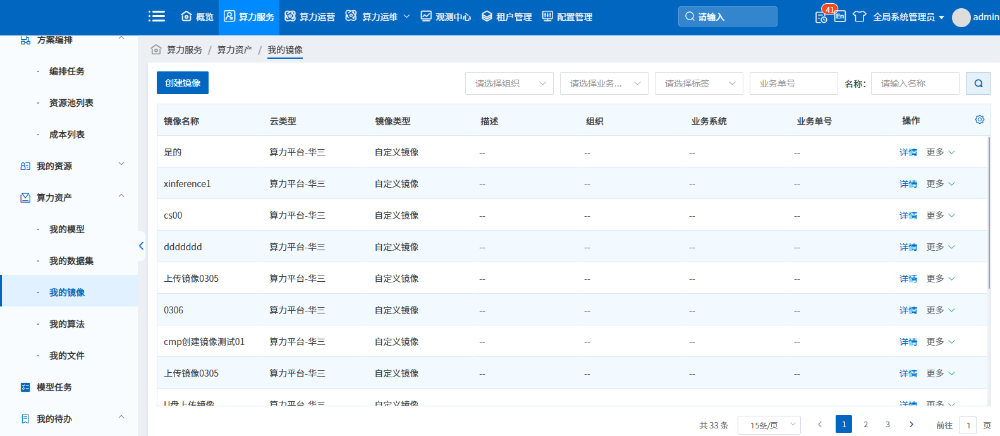 概览 算力服务 算力运营 算力运维 观测中心 租户管理 配置管理 请输入 41 En 全局系统管理员 admin
方案编排
编排任务
资源池列表
成本列表
我的资源
算力资产
我的模型
我的数据集
我的镜像
我的算法
我的文件
模型任务
我的待办
算力服务 / 算力资产 / 我的镜像
创建镜像 请选择组织 请选择业务... 请选择标签 业务单号 名称: 请输入名称
镜像名称 云类型 镜像类型 描述 组织 业务系统 业务单号 操作
是的 算力平台-华三 自定义镜像 -- -- -- -- 详情 更多
xinference1 算力平台-华三 自定义镜像 -- -- -- -- 详情 更多
cs00 算力平台-华三 自定义镜像 -- -- -- -- 详情 更多
ddddddd 算力平台-华三 自定义镜像 -- -- -- -- 详情 更多
上传镜像0305 算力平台-华三 自定义镜像 -- -- -- -- 详情 更多
0306 算力平台-华三 自定义镜像 -- -- -- -- 详情 更多
cmp创建镜像测试01 算力平台-华三 自定义镜像 -- -- -- -- 详情 更多
上传镜像0305 算力平台-华三 自定义镜像 -- -- -- -- 详情 更多
U盘上传镜像 算力平台-华三 自定义镜像 -- -- -- -- 详情 更多
共 33 条 15条/页 1 2 3 前往 1 页